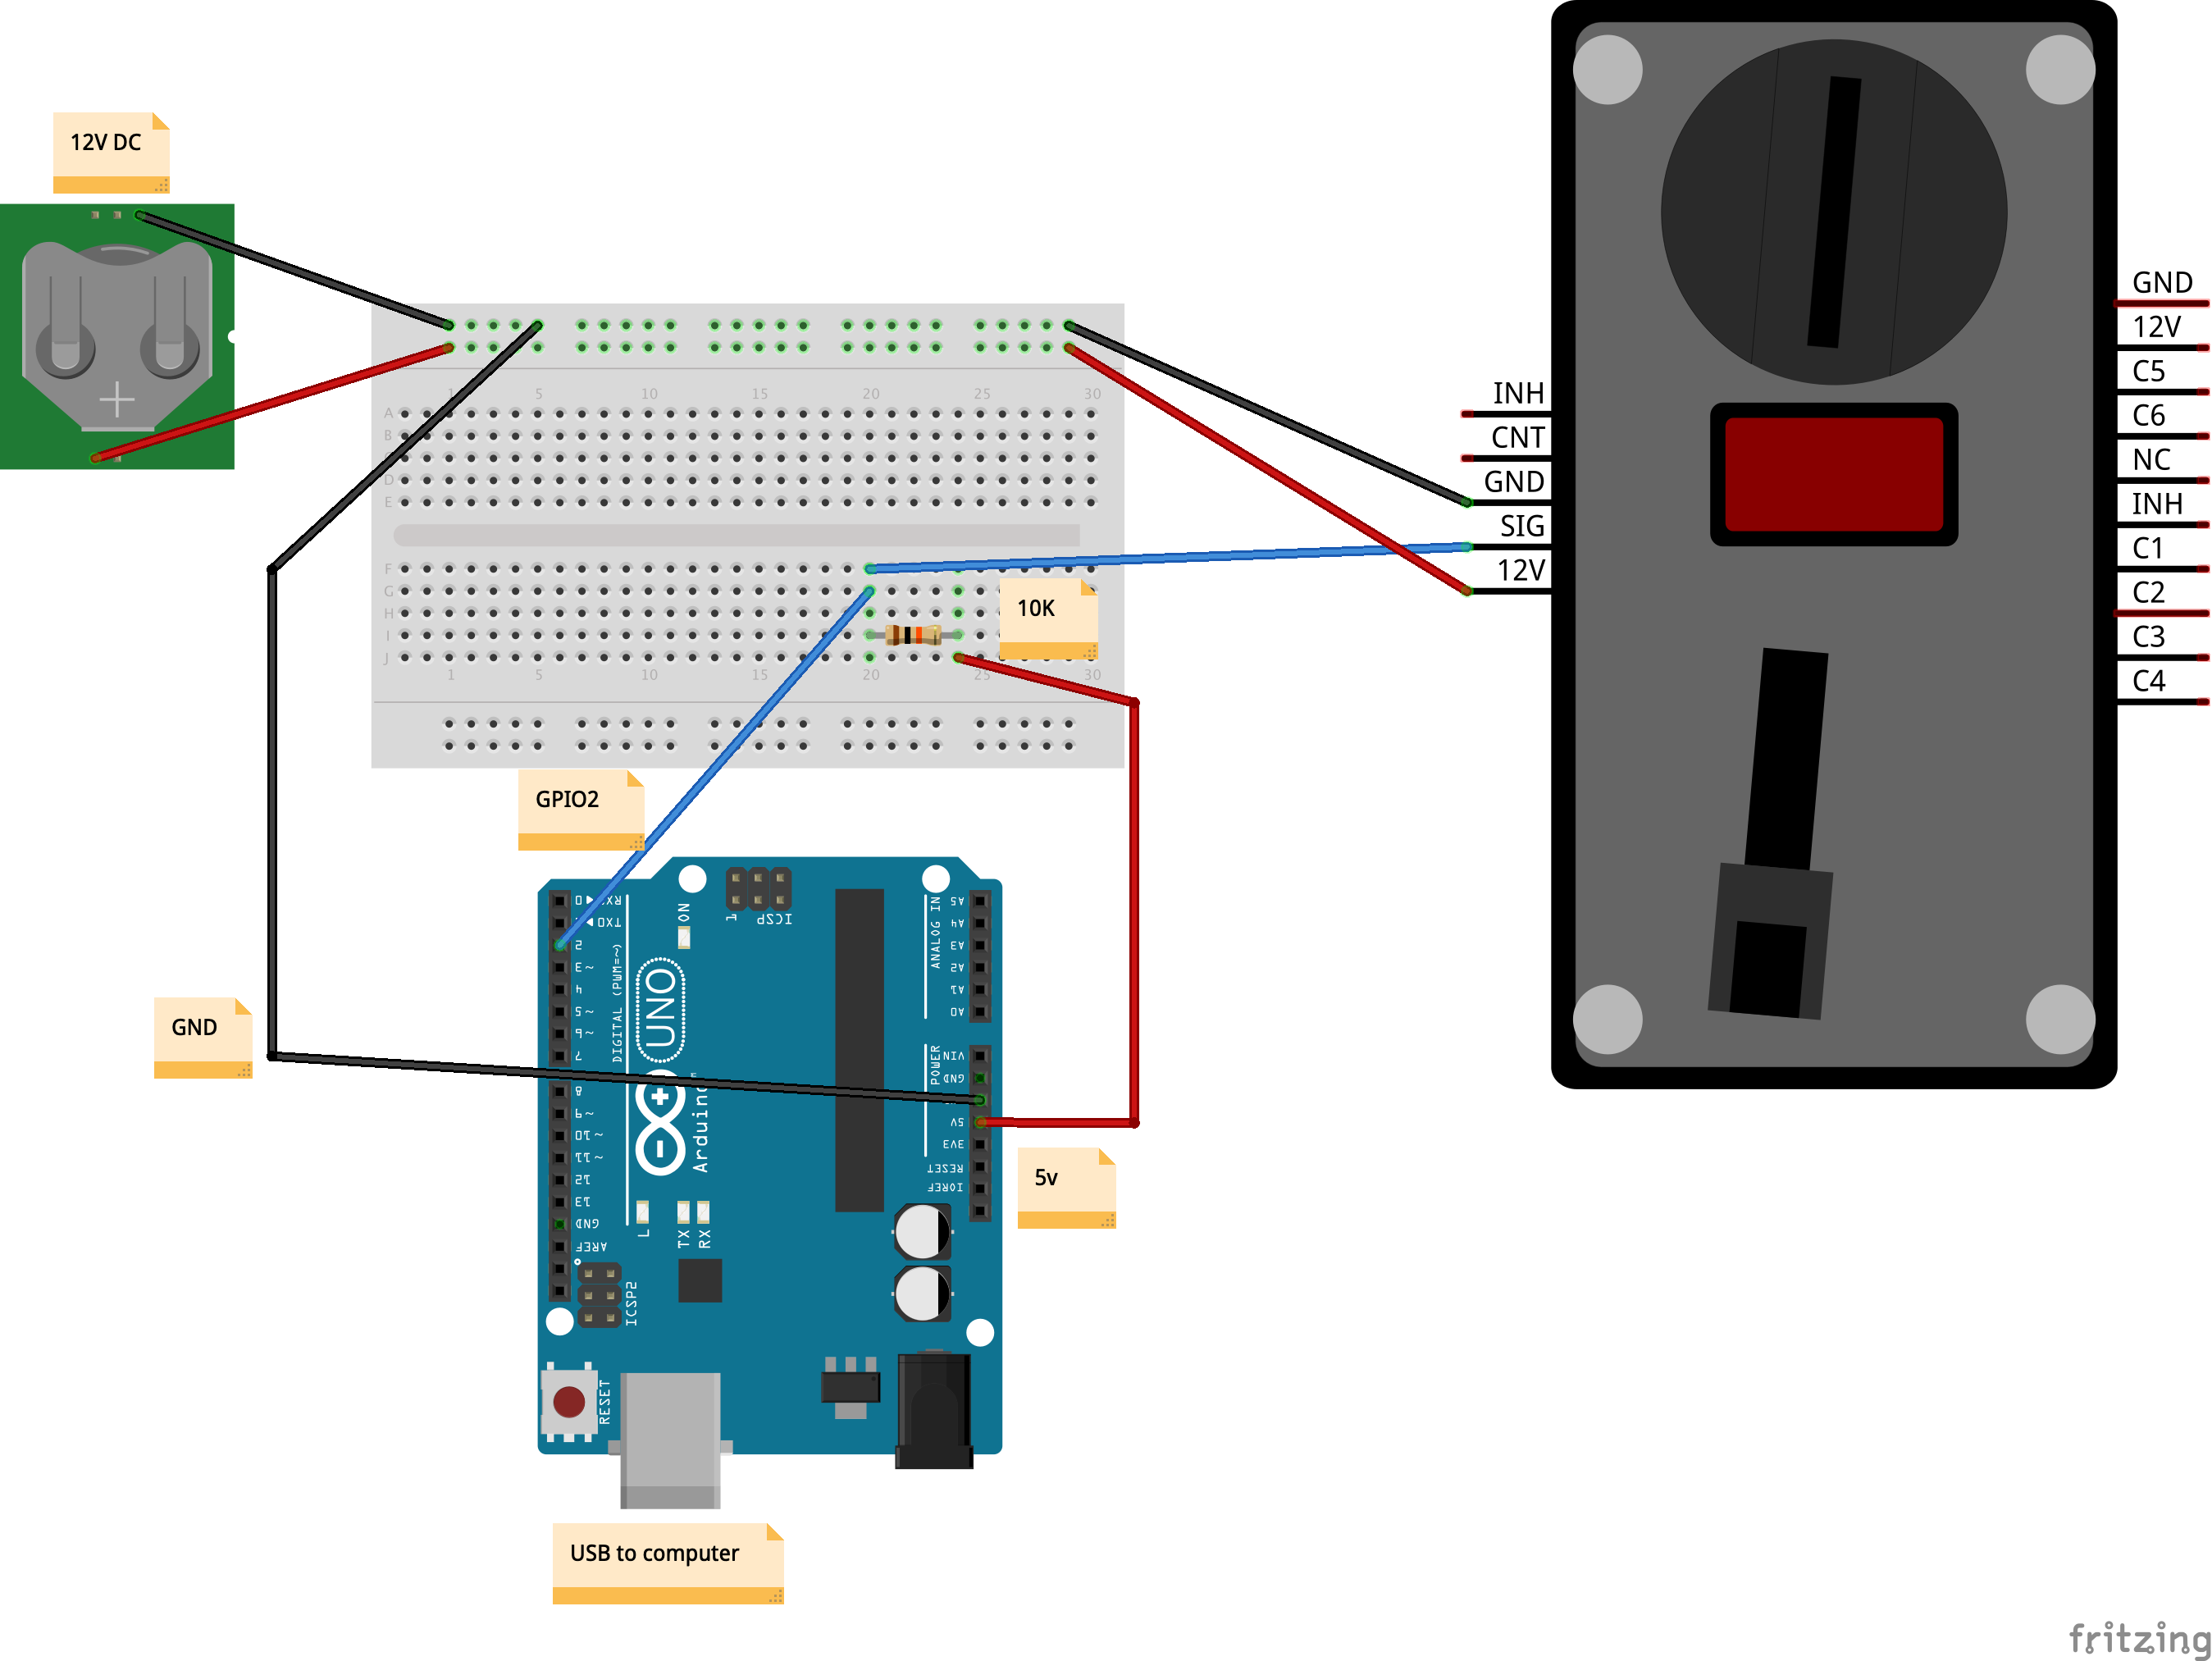 12V DC
1 5 10 15 20 25 30
A
B
D
E
F
G
H
I
J
1 5 10 15 20 25 30
10K
INH
CNT
GND
SIG
12V
GND
12V
C5
C6
NC
INH
C1
C2
C3
C4
GPIO2
GND
5v
0
2
3 ~
4
5 ~
6 ~
7
8
9 ~
10 ~
11 ~
12
13
GND
AREF
RX
TX
DIGITAL (PWM=~)
ON
1
ICSP
UNO
Arduino
L
TX
RX
ICSP2
RESET
ANALOG IN
A5
A4
A3
A2
A1
A0
POWER
VIN
GND
5V
3V3
RESET
IOREF
USB to computer
fritzing